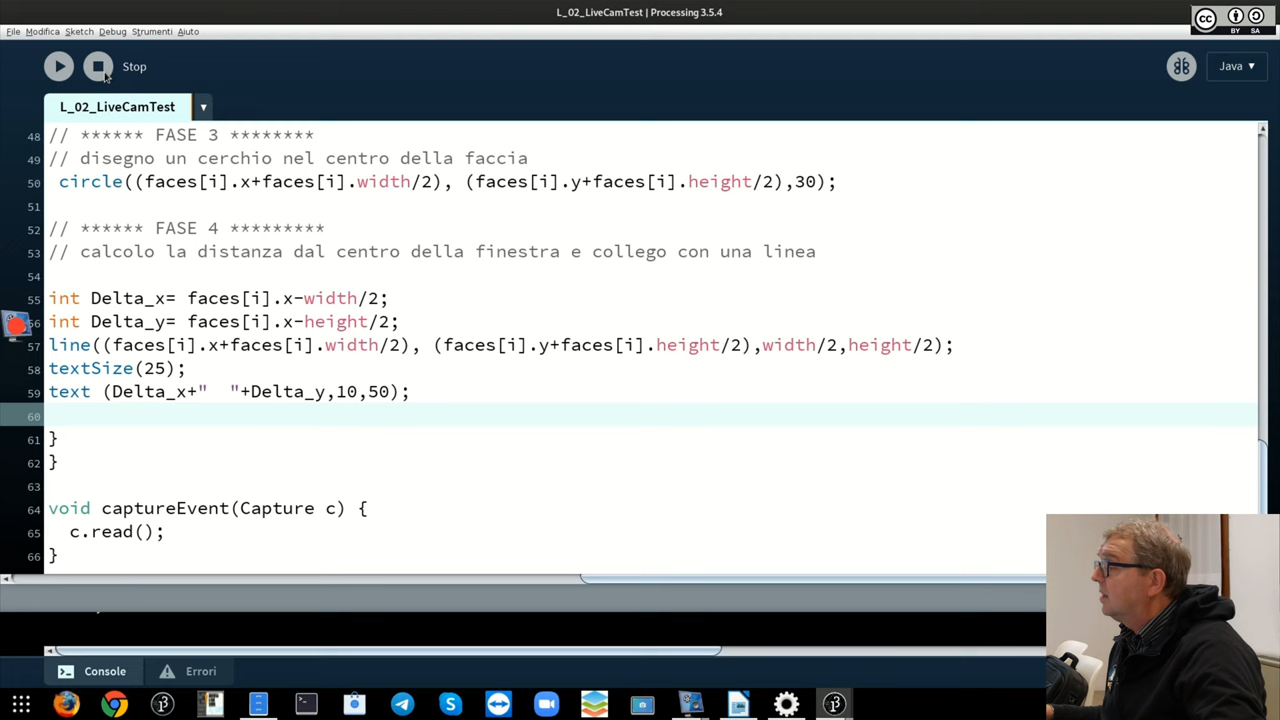 L_02_LiveCamTest | Processing 3.5.4
CC BY SA
File Modifica Sketch Debug Strumenti Aiuto
Stop
Java ▾
L_02_LiveCamTest ▾
48 // ****** FASE 3 ********
49 // disegno un cerchio nel centro della faccia
50 circle((faces[i].x+faces[i].width/2), (faces[i].y+faces[i].height/2),30);
51
52 // ****** FASE 4 *********
53 // calcolo la distanza dal centro della finestra e collego con una linea
54
55 int Delta_x= faces[i].x-width/2;
56 int Delta_y= faces[i].x-height/2;
57 line((faces[i].x+faces[i].width/2), (faces[i].y+faces[i].height/2),width/2,height/2);
58 textSize(25);
59 text (Delta_x+"  "+Delta_y,10,50);
60
61 }
62 }
63
64 void captureEvent(Capture c) {
65 c.read();
66 }
Console Errori